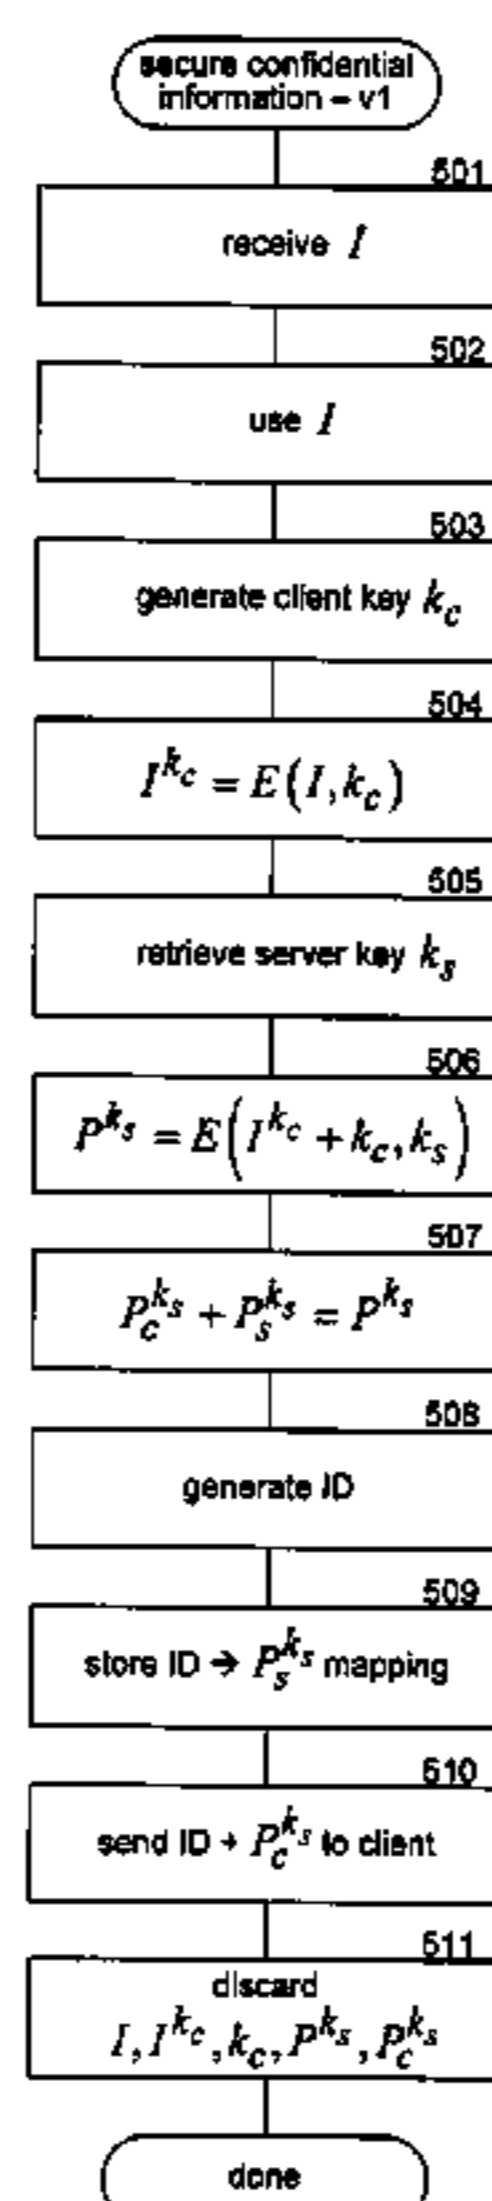 secure confidential
information – v1
501
receive I
502
use I
503
generate client key k_c
504
I^{k_c} = E(I, k_c)
505
retrieve server key k_s
506
P^{k_s} = E(I^{k_c} + k_c, k_s)
507
P_c^{k_s} + P_s^{k_s} = P^{k_s}
508
generate ID
509
store ID → P_s^{k_s} mapping
510
send ID + P_c^{k_s} to client
511
discard
I, I^{k_c}, k_c, P^{k_s}, P_c^{k_s}
done